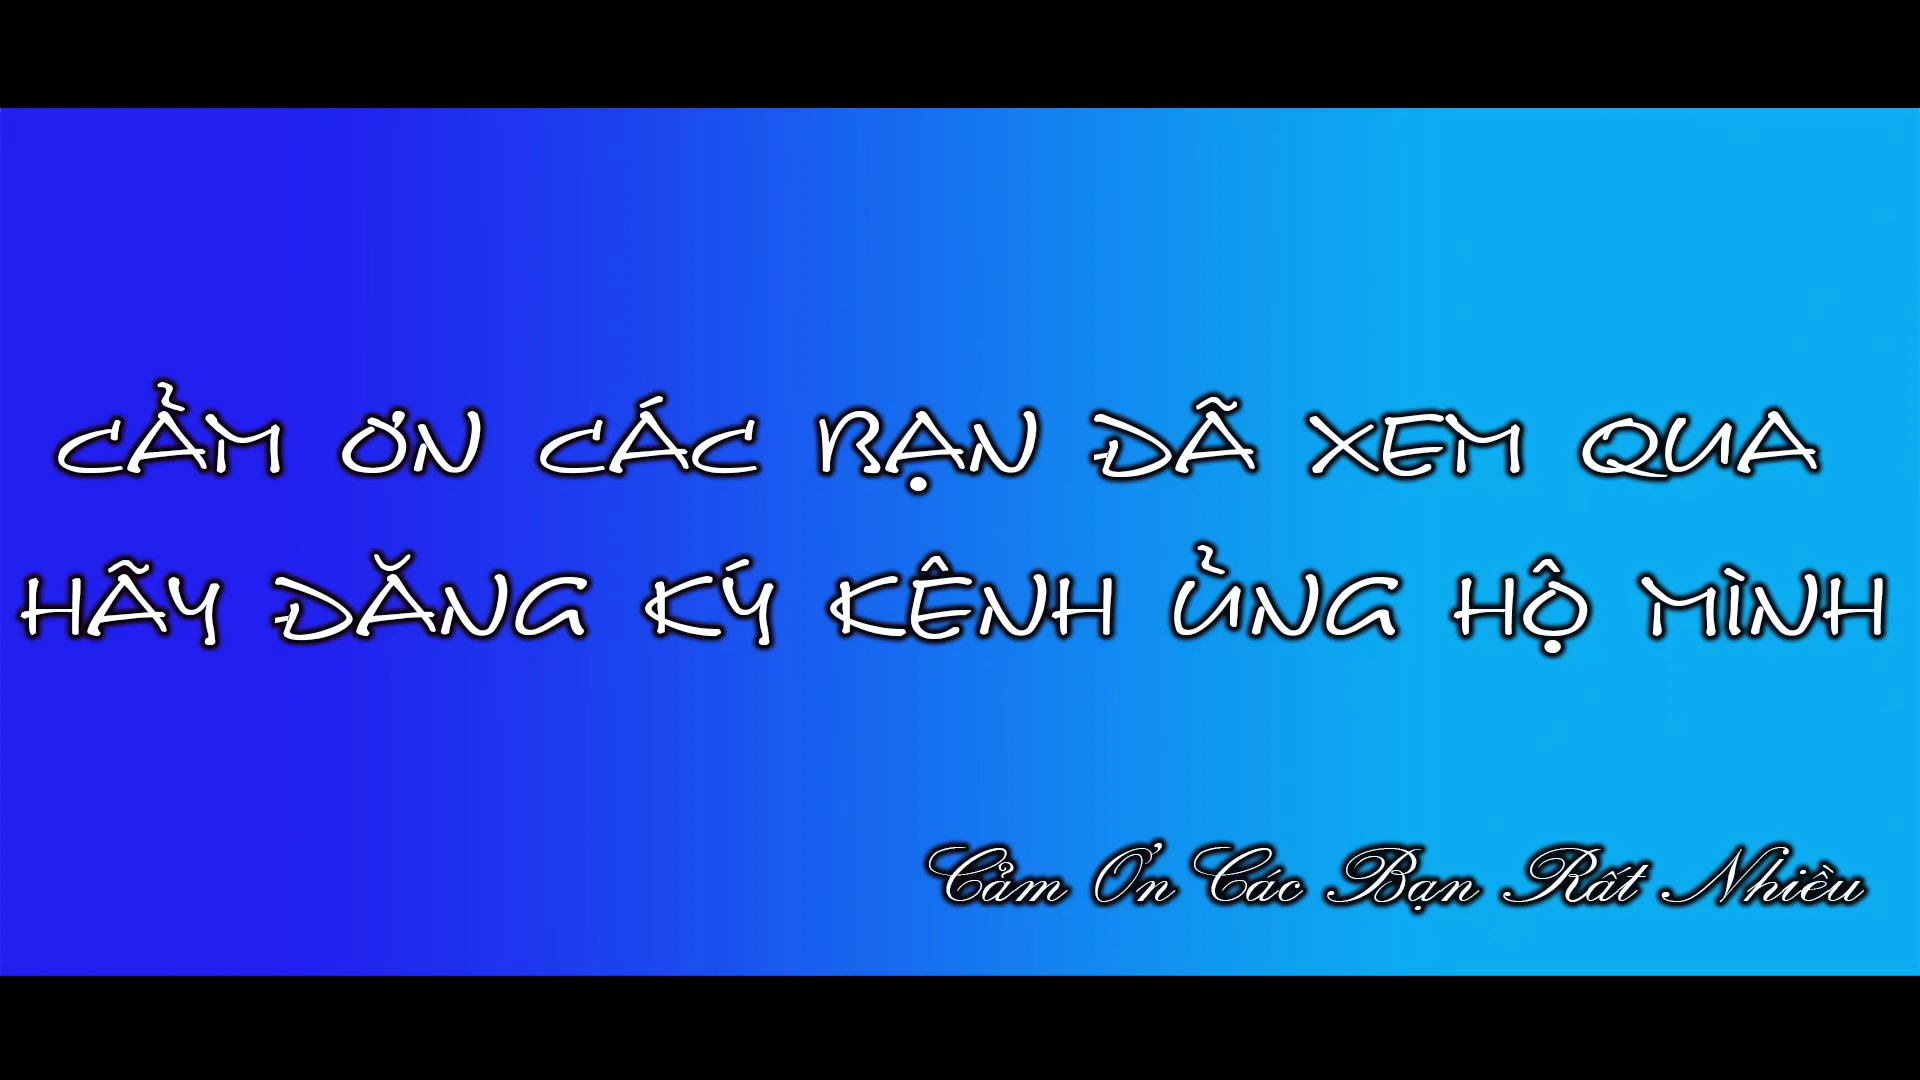 CẢM ƠN CÁC BẠN ĐÃ XEM QUA
HÃY ĐĂNG KÝ KÊNH ỦNG HỘ MÌNH
Cảm Ơn Các Bạn Rất Nhiều